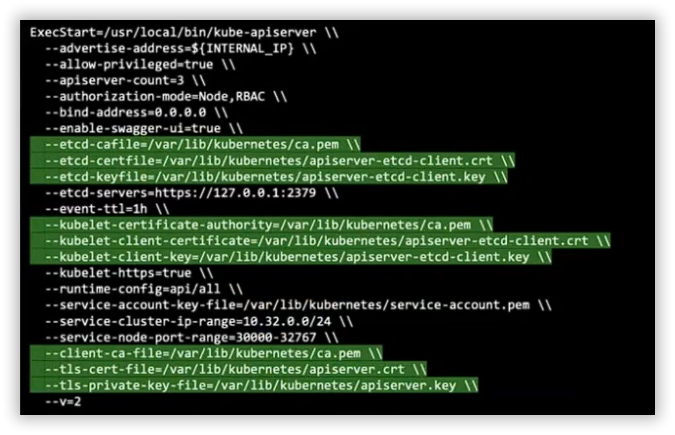 ExecStart=/usr/local/bin/kube-apiserver \\
--advertise-address=${INTERNAL_IP} \\
--allow-privileged=true \\
--apiserver-count=3 \\
--authorization-mode=Node,RBAC \\
--bind-address=0.0.0.0 \\
--enable-swagger-ui=true \\
--etcd-cafile=/var/lib/kubernetes/ca.pem \\
--etcd-certfile=/var/lib/kubernetes/apiserver-etcd-client.crt \\
--etcd-keyfile=/var/lib/kubernetes/apiserver-etcd-client.key \\
--etcd-servers=https://127.0.0.1:2379 \\
--event-ttl=1h \\
--kubelet-certificate-authority=/var/lib/kubernetes/ca.pem \\
--kubelet-client-certificate=/var/lib/kubernetes/apiserver-etcd-client.crt \\
--kubelet-client-key=/var/lib/kubernetes/apiserver-etcd-client.key \\
--kubelet-https=true \\
--runtime-config=api/all \\
--service-account-key-file=/var/lib/kubernetes/service-account.pem \\
--service-cluster-ip-range=10.32.0.0/24 \\
--service-node-port-range=30000-32767 \\
--client-ca-file=/var/lib/kubernetes/ca.pem \\
--tls-cert-file=/var/lib/kubernetes/apiserver.crt \\
--tls-private-key-file=/var/lib/kubernetes/apiserver.key \\
--v=2